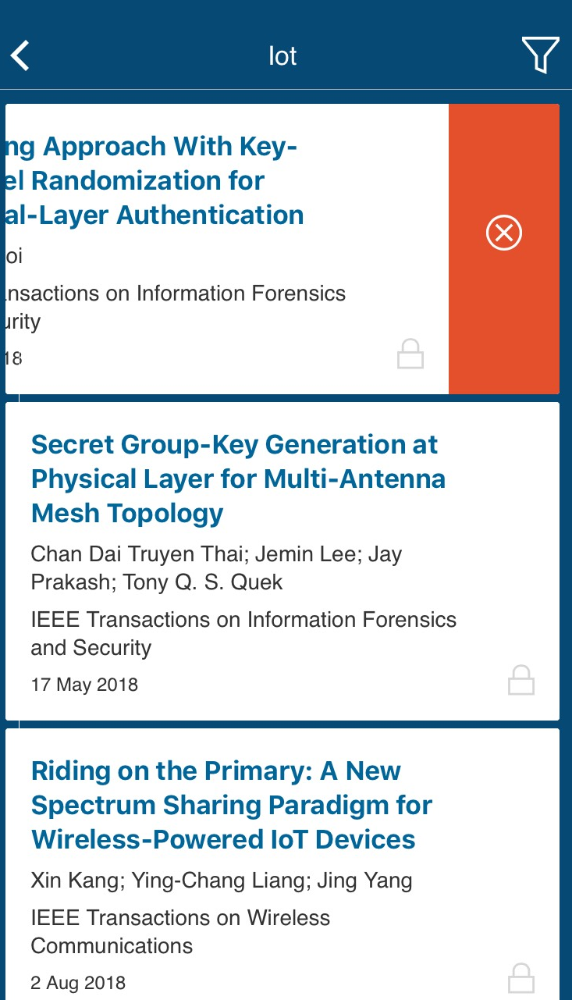 Iot
ng Approach With Key-
el Randomization for
al-Layer Authentication
oi
nsactions on Information Forensics
urity
18
Secret Group-Key Generation at
Physical Layer for Multi-Antenna
Mesh Topology
Chan Dai Truyen Thai; Jemin Lee; Jay
Prakash; Tony Q. S. Quek
IEEE Transactions on Information Forensics
and Security
17 May 2018
Riding on the Primary: A New
Spectrum Sharing Paradigm for
Wireless-Powered IoT Devices
Xin Kang; Ying-Chang Liang; Jing Yang
IEEE Transactions on Wireless
Communications
2 Aug 2018